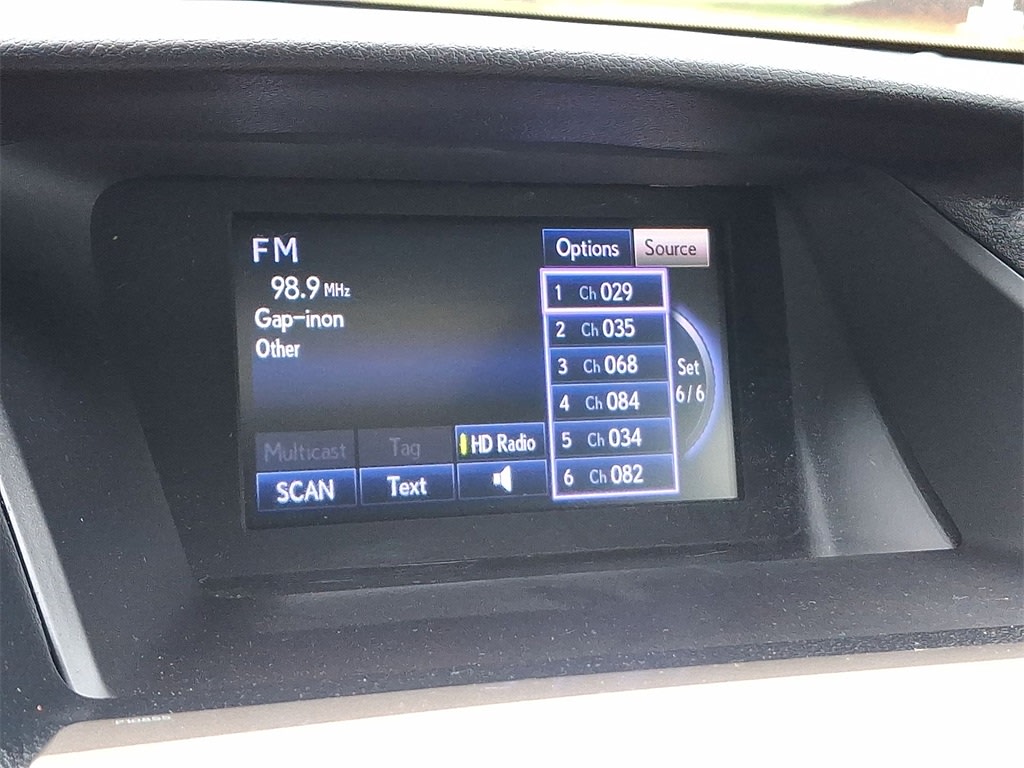 FM
98.9 MHz
Gap-inon
Other
Options
Source
1 Ch 029
2 Ch 035
3 Ch 068
4 Ch 084
5 Ch 034
6 Ch 082
Set
6/6
Multicast
Tag
HD Radio
SCAN
Text